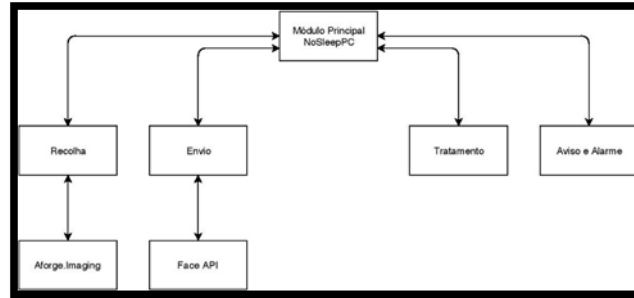 Módulo Principal
NoSleepPC
Recolha
Envio
Tratamento
Aviso e Alarme
Aforge.Imaging
Face API